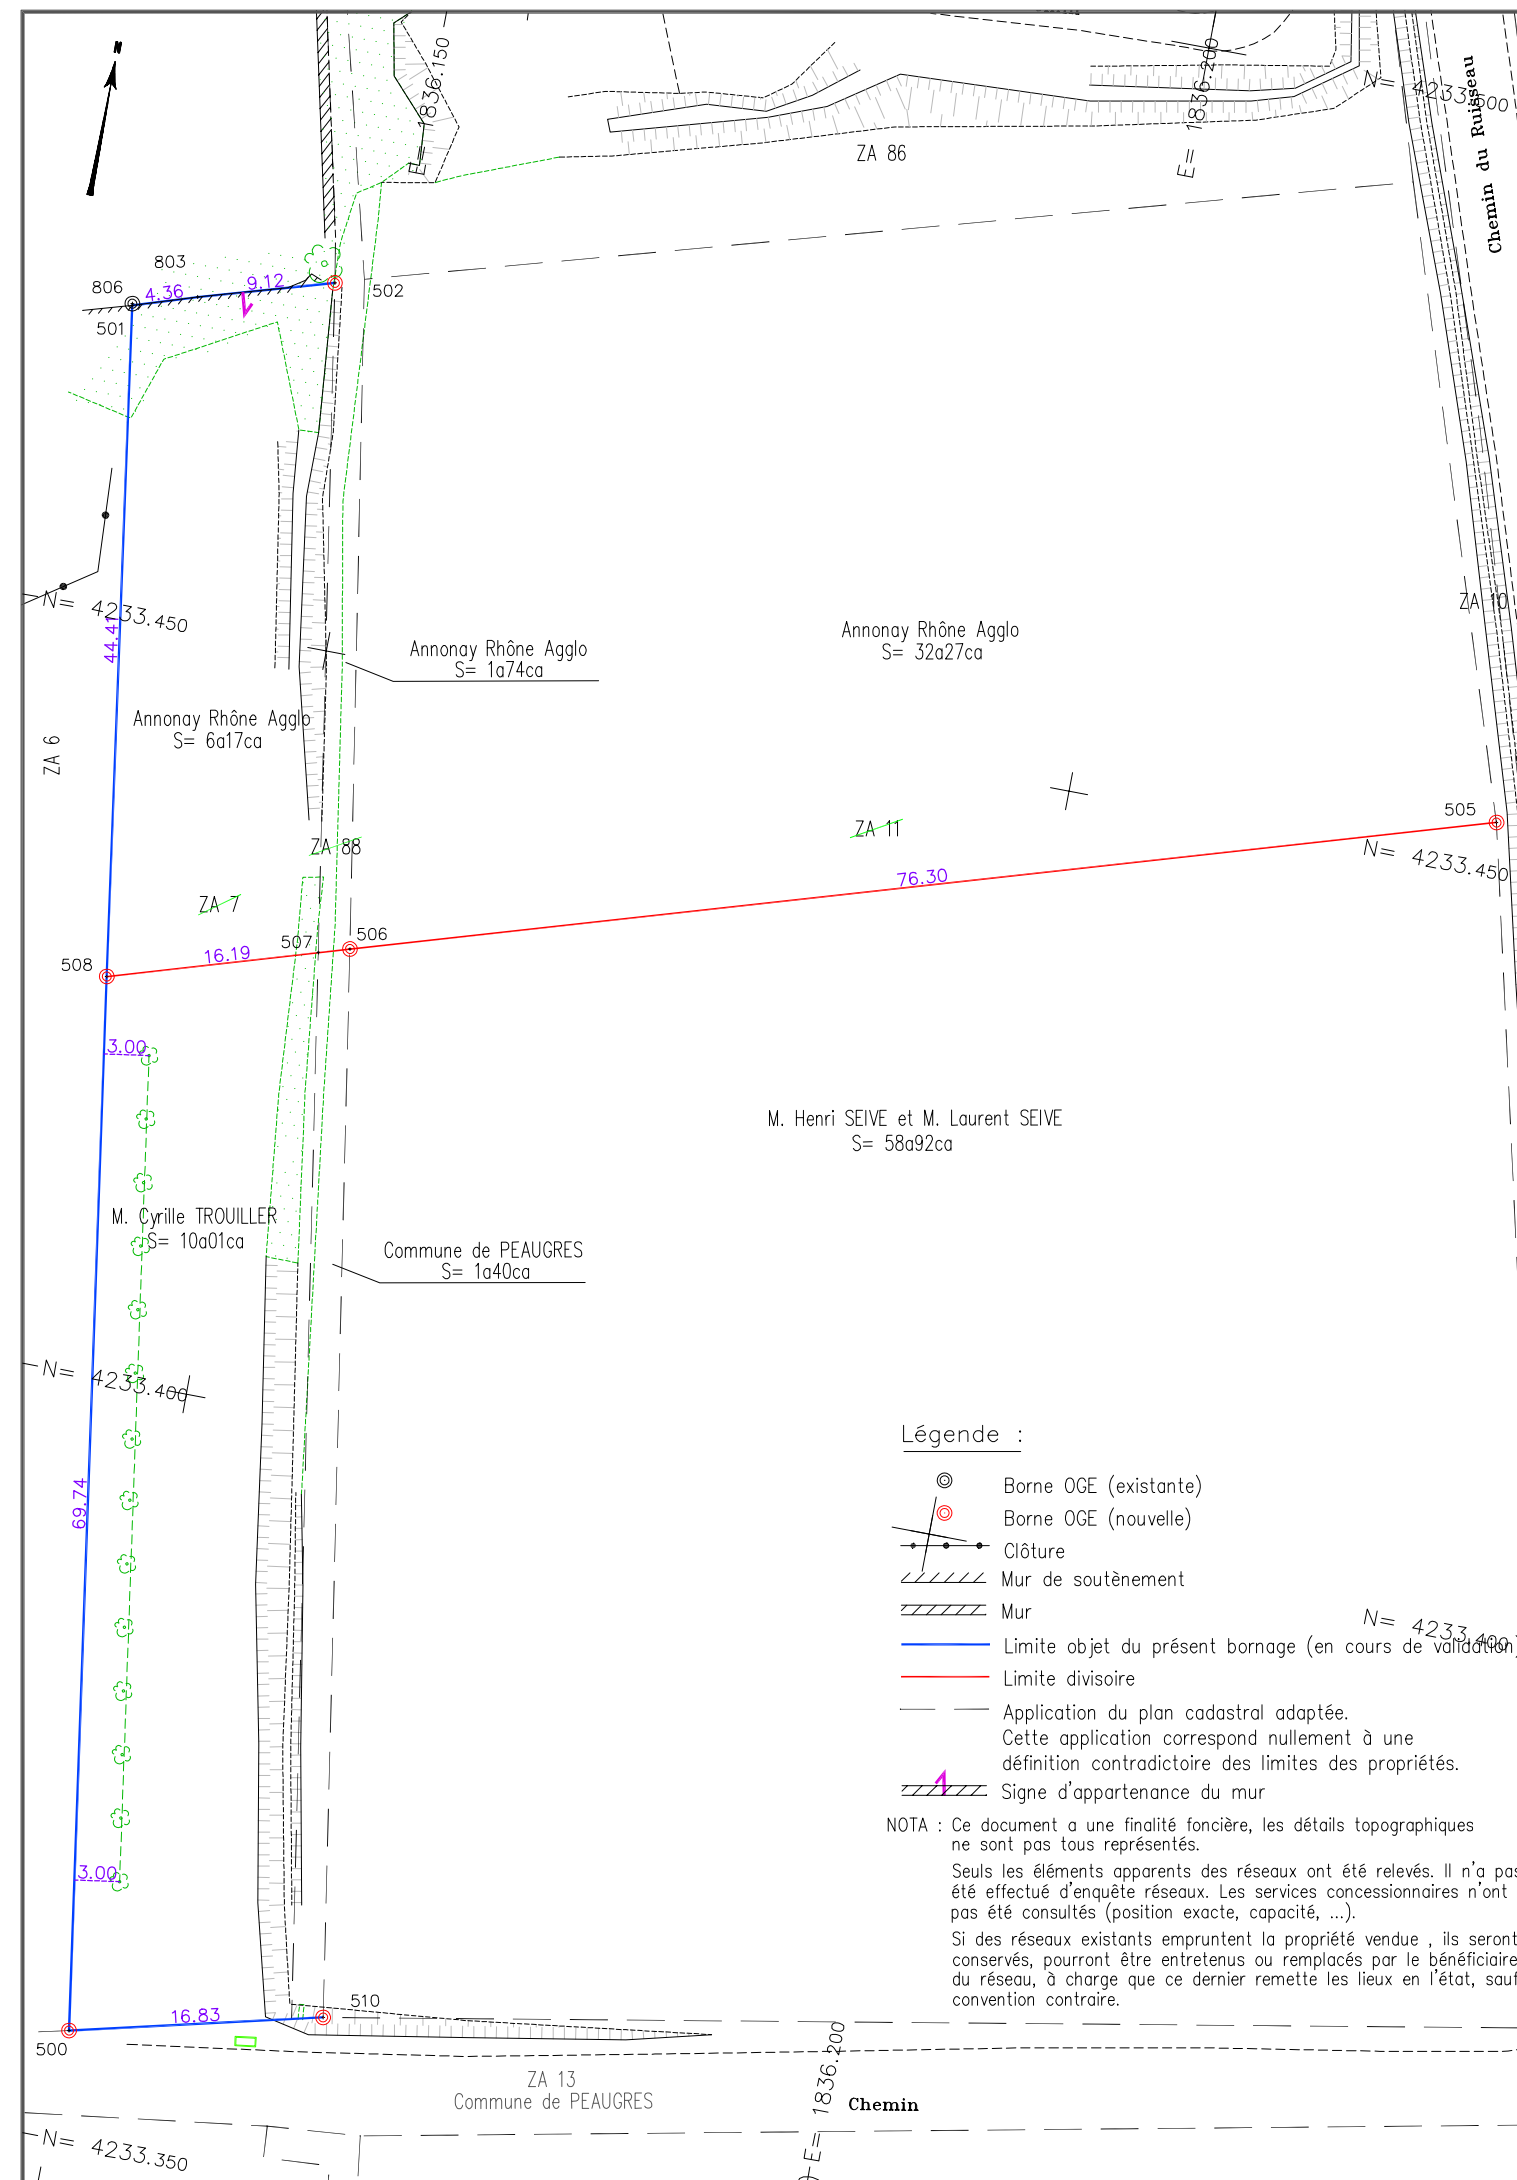 N
E= 1836.150
E= 1836.200
N= 4233.500
Chemin du Ruisseau
ZA 86
803
806
4.36
9.12
502
501
N= 4233.450
44.41
ZA 10
Annonay Rhône Agglo
S= 32a27ca
Annonay Rhône Agglo
S= 1a74ca
Annonay Rhône Agglo
S= 6a17ca
ZA 6
505
ZA 11
ZA 88
N= 4233.450
76.30
ZA 7
507
506
16.19
508
3.00
M. Henri SEIVE et M. Laurent SEIVE
S= 58a92ca
M. Cyrille TROUILLER
S= 10a01ca
Commune de PEAUGRES
S= 1a40ca
N= 4233.400
69.74
Légende :
Borne OGE (existante)
Borne OGE (nouvelle)
Clôture
Mur de soutènement
Mur
N= 4233.400
Limite objet du présent bornage (en cours de validation)
Limite divisoire
Application du plan cadastral adaptée.
Cette application correspond nullement à une
définition contradictoire des limites des propriétés.
Signe d'appartenance du mur
NOTA : Ce document a une finalité foncière, les détails topographiques
ne sont pas tous représentés.
Seuls les éléments apparents des réseaux ont été relevés. Il n'a pas
été effectué d'enquête réseaux. Les services concessionnaires n'ont
pas été consultés (position exacte, capacité, ...).
Si des réseaux existants empruntent la propriété vendue , ils seront
conservés, pourront être entretenus ou remplacés par le bénéficiaire
du réseau, à charge que ce dernier remette les lieux en l'état, sauf
convention contraire.
3.00
510
16.83
500
ZA 13
Commune de PEAUGRES
E= 1836.200
Chemin
N= 4233.350